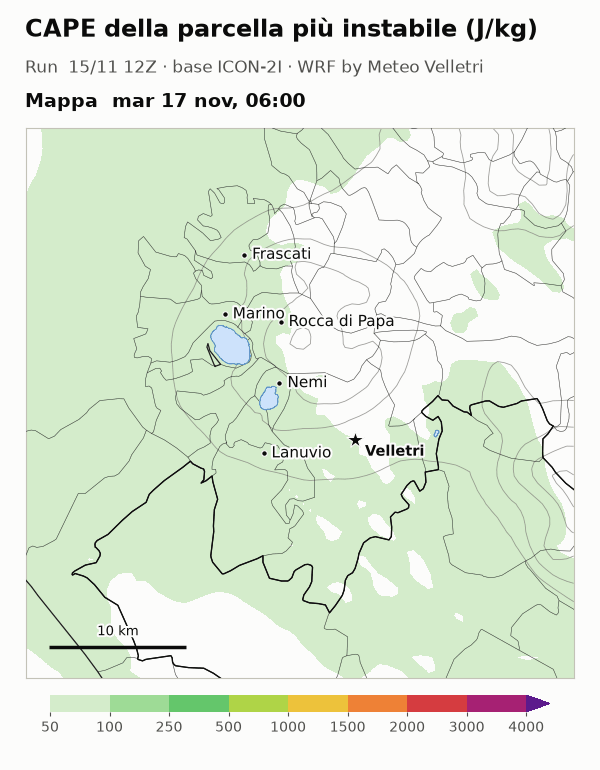 CAPE della parcella più instabile (J/kg)
Run  15/11 12Z · base ICON-2I · WRF by Meteo Velletri
Mappa  mar 17 nov, 06:00
Frascati
Marino
Rocca di Papa
Nemi
Velletri
Lanuvio
10 km
50 100 250 500 1000 1500 2000 3000 4000